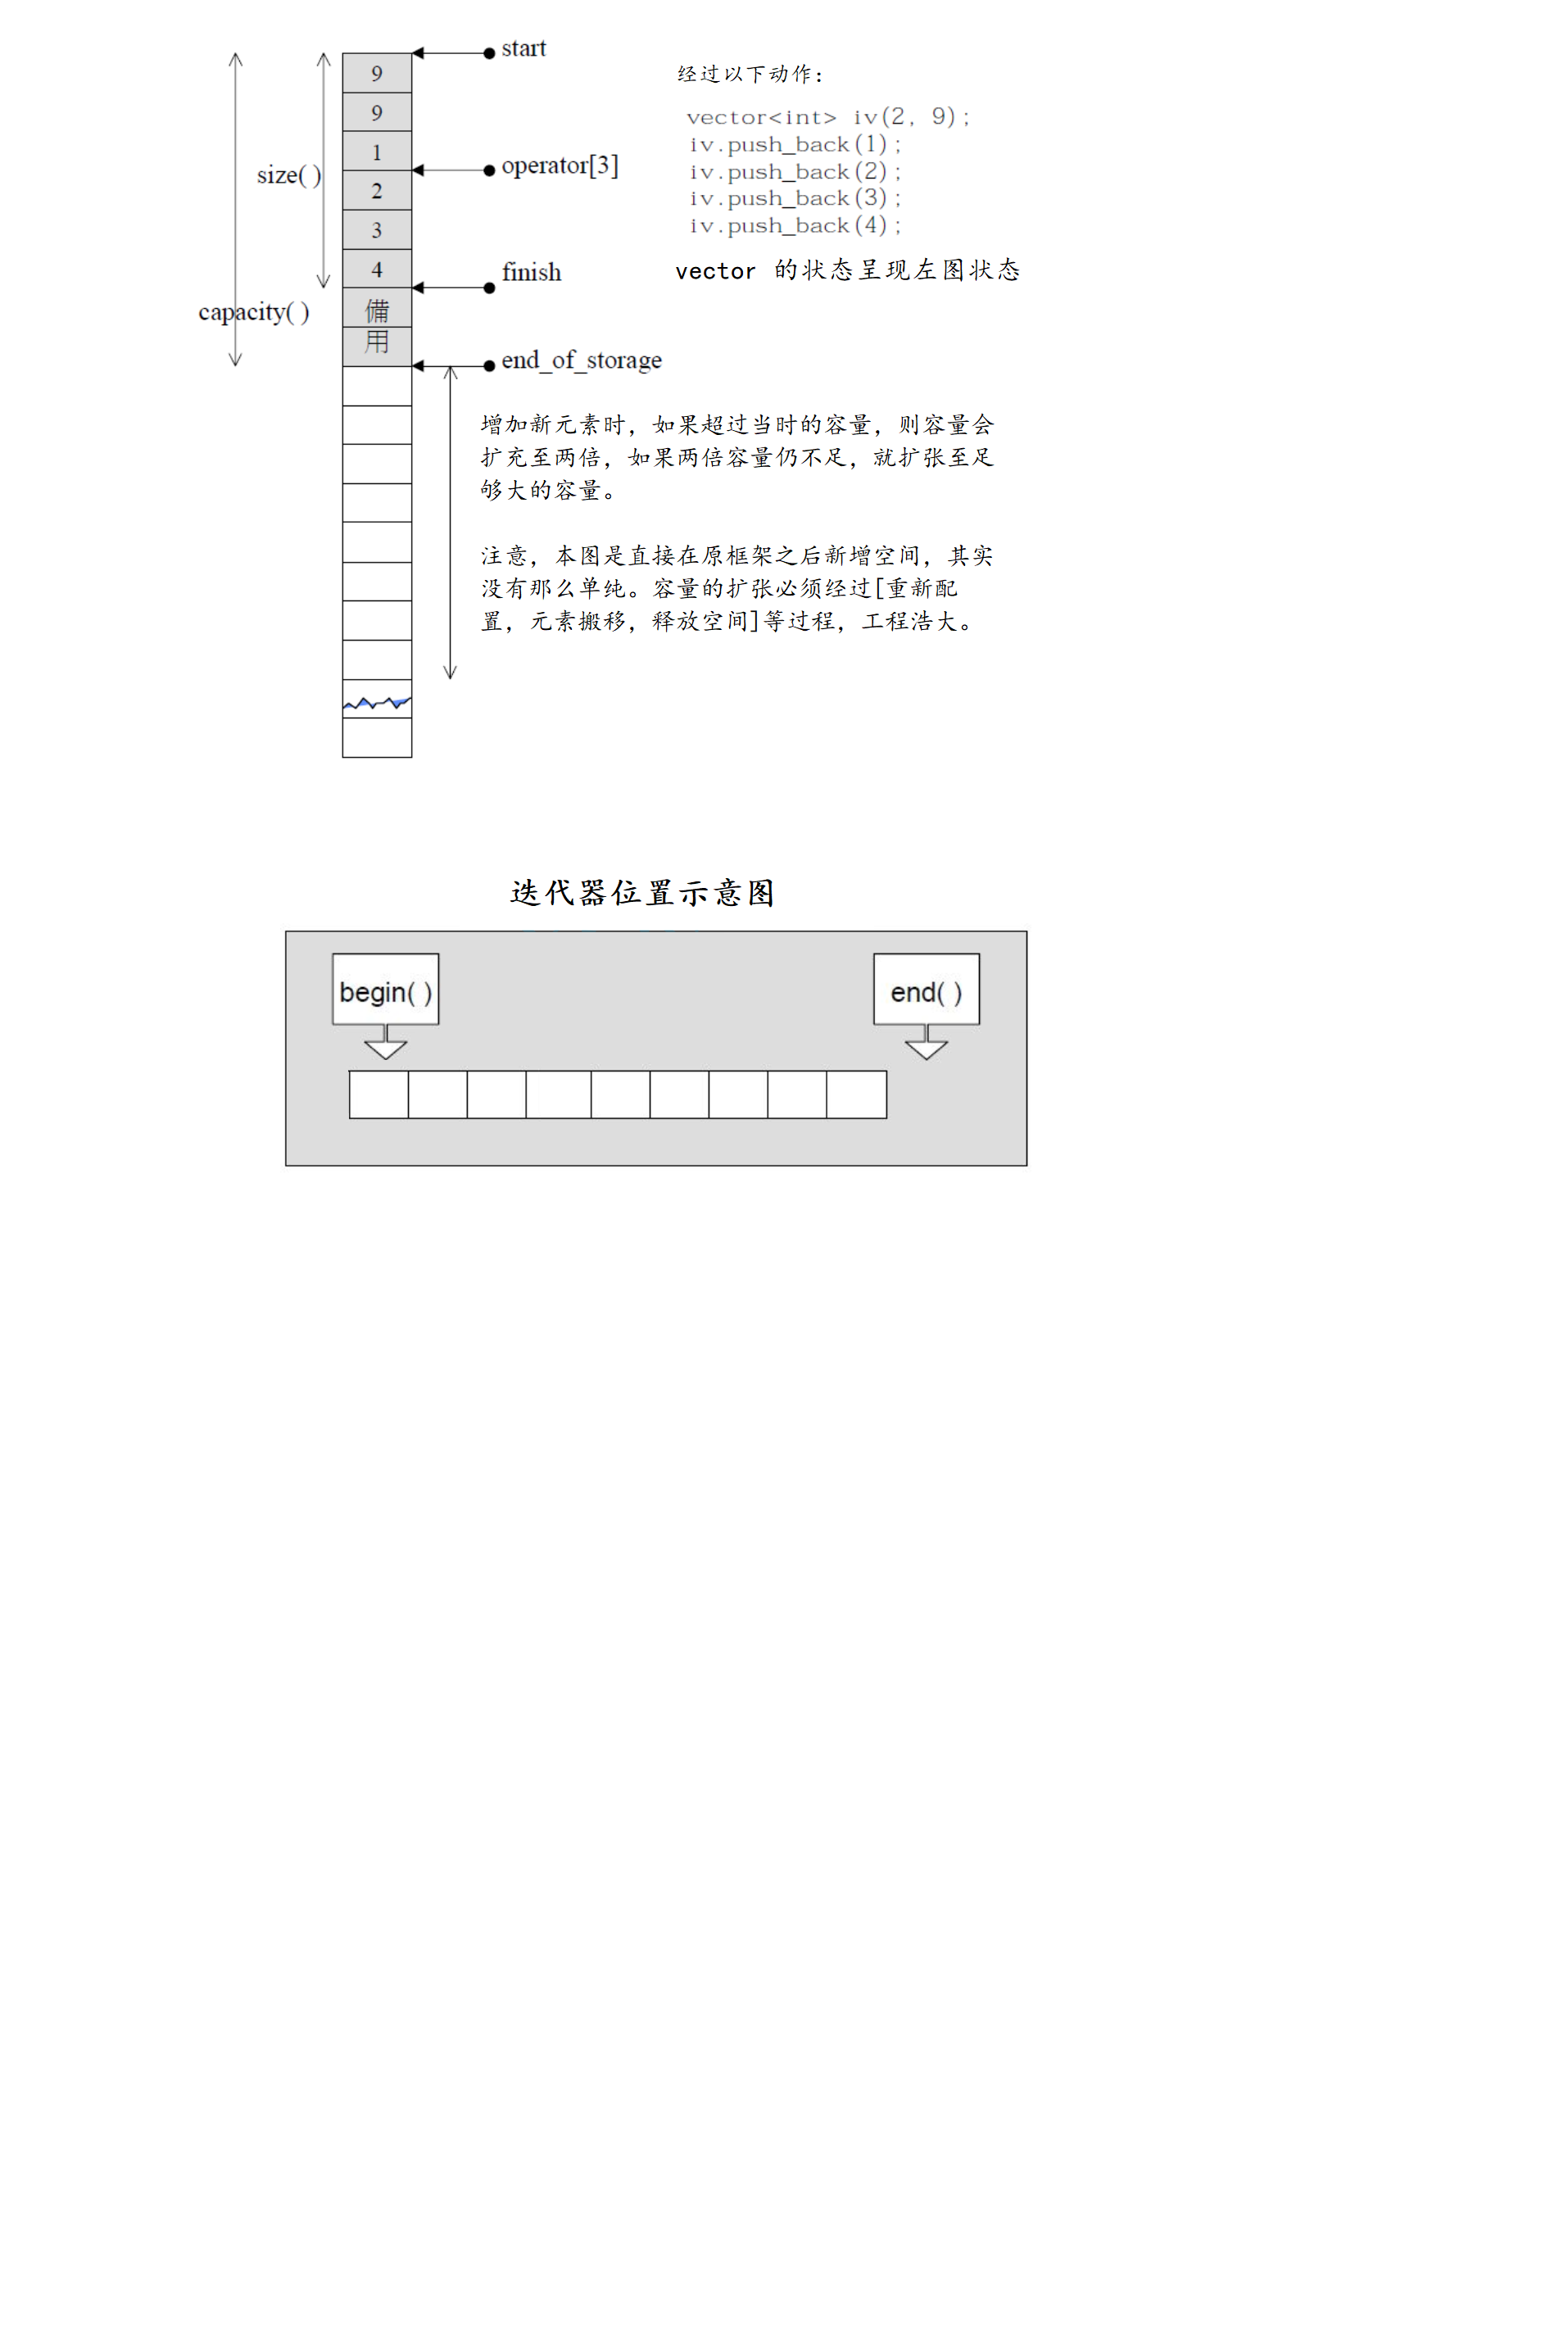 start
9
9
1
operator[3]
size( )
2
3
4
finish
capacity( )
備
用
end_of_storage
经过以下动作：
vector<int> iv(2, 9);
iv.push_back(1);
iv.push_back(2);
iv.push_back(3);
iv.push_back(4);
vector 的状态呈现左图状态
增加新元素时，如果超过当时的容量，则容量会
扩充至两倍，如果两倍容量仍不足，就扩张至足
够大的容量。
注意，本图是直接在原框架之后新增空间，其实
没有那么单纯。容量的扩张必须经过[重新配
置，元素搬移，释放空间]等过程，工程浩大。
迭代器位置示意图
begin( )
end( )